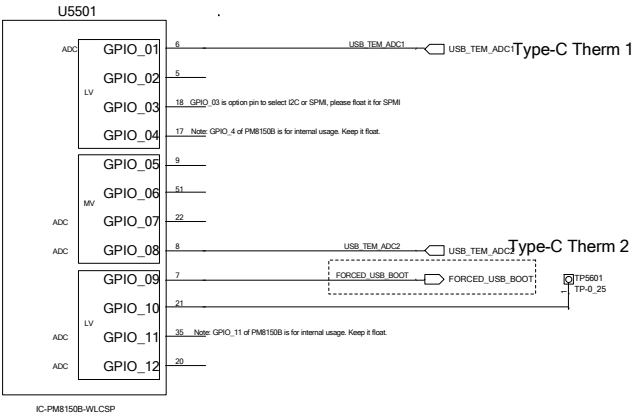 U5501
ADC GPIO_01 6 USB_TEM_ADC1 USB_TEM_ADC1 Type-C Therm 1
GPIO_02 5
LV
GPIO_03 18 GPIO_03 is option pin to select I2C or SPMI, please float it for SPMI
GPIO_04 17 Note: GPIO_4 of PM8150B is for internal usage. Keep it float.
GPIO_05 9
GPIO_06 51
MV
ADC GPIO_07 22
ADC GPIO_08 8 USB_TEM_ADC2 USB_TEM_ADC2 Type-C Therm 2
GPIO_09 7 FORCED_USB_BOOT FORCED_USB_BOOT TP5601
TP-0_25
GPIO_10 21
LV
ADC GPIO_11 35 Note: GPIO_11 of PM8150B is for internal usage. Keep it float.
ADC GPIO_12 20
IC-PM8150B-WLCSP